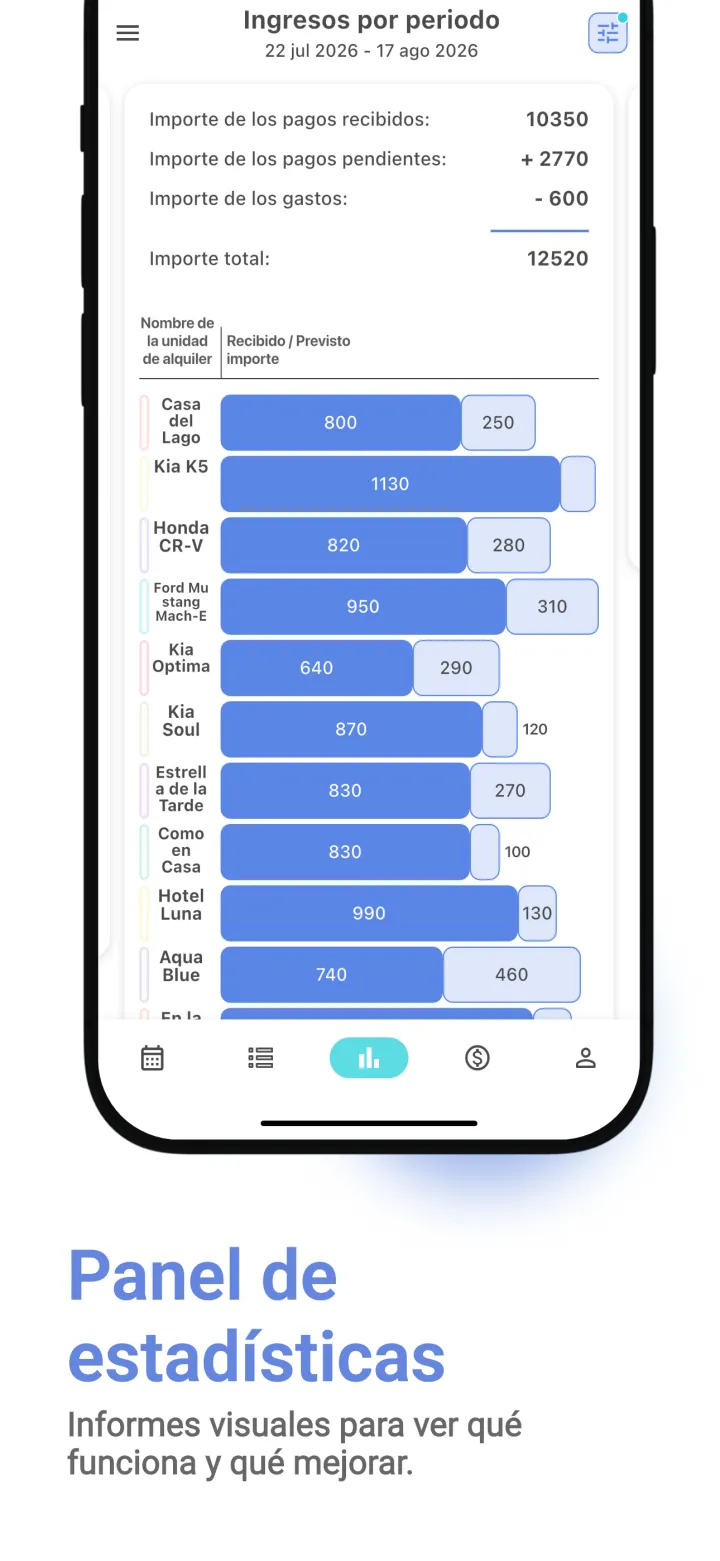 Ingresos por periodo
22 jul 2026 - 17 ago 2026
Importe de los pagos recibidos: 10350
Importe de los pagos pendientes: + 2770
Importe de los gastos: - 600
Importe total: 12520
Nombre de
la unidad
de alquiler
Recibido / Previsto
importe
Casa
del
Lago
800
250
Kia K5
1130
Honda
CR-V
820
280
Ford Mu
stang
Mach-E
950
310
Kia
Optima
640
290
Kia
Soul
870
120
Estrell
a de la
Tarde
830
270
Como
en
Casa
830
100
Hotel
Luna
990
130
Aqua
Blue
740
460
En la
Panel de
estadísticas
Informes visuales para ver qué
funciona y qué mejorar.